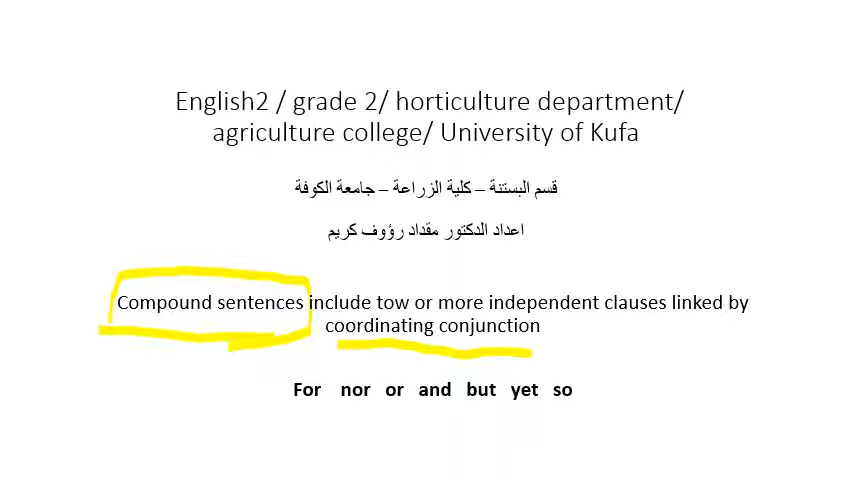 English2 / grade 2/ horticulture department/
agriculture college/ University of Kufa
قسم البستنة – كلية الزراعة – جامعة الكوفة
اعداد الدكتور مقداد رؤوف كريم
Compound sentences include tow or more independent clauses linked by
coordinating conjunction
For nor or and but yet so